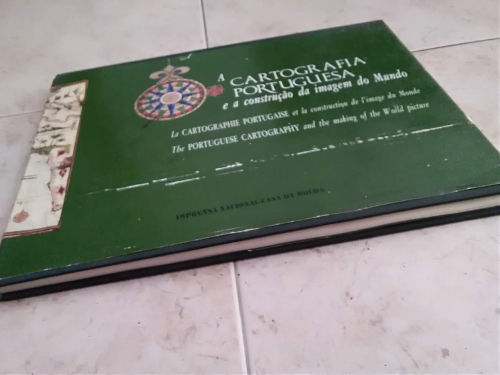 A CARTOGRAFIA
PORTUGUESA
e a construção da imagem do Mundo
La CARTOGRAPHIE PORTUGAISE et la construction de l'image du Monde
The PORTUGUESE CARTOGRAPHY and the making of the World picture
IMPRENSA NACIONAL-CASA DA MOEDA